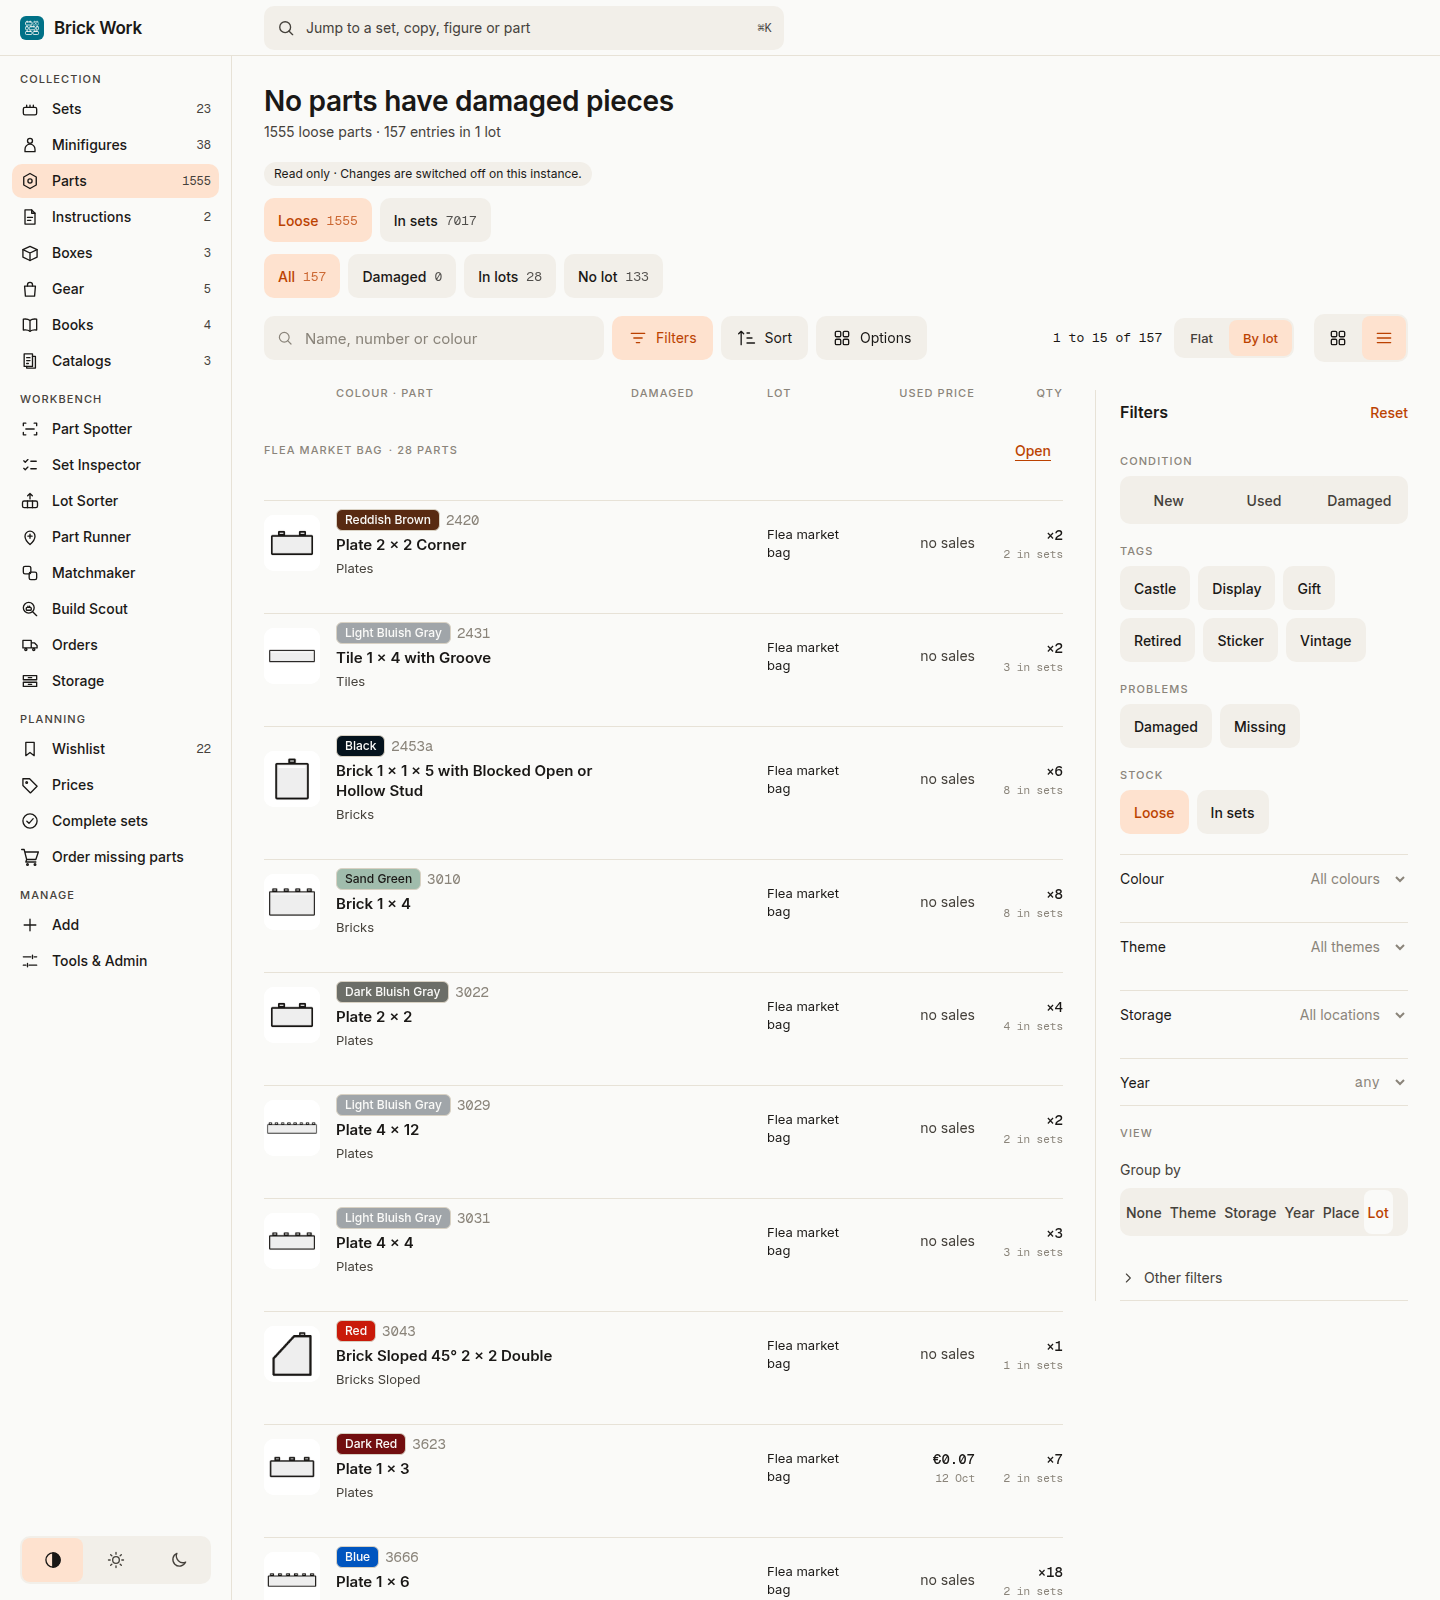 Brick Work
Jump to a set, copy, figure or part ⌘K
COLLECTION
Sets 23
Minifigures 38
Parts 1555
Instructions 2
Boxes 3
Gear 5
Books 4
Catalogs 3
WORKBENCH
Part Spotter
Set Inspector
Lot Sorter
Part Runner
Matchmaker
Build Scout
Orders
Storage
PLANNING
Wishlist 22
Prices
Complete sets
Order missing parts
MANAGE
Add
Tools & Admin
No parts have damaged pieces
1555 loose parts · 157 entries in 1 lot
Read only · Changes are switched off on this instance.
Loose 1555 In sets 7017
All 157 Damaged 0 In lots 28 No lot 133
Name, number or colour Filters Sort Options 1 to 15 of 157 Flat By lot
COLOUR · PART DAMAGED LOT USED PRICE QTY
FLEA MARKET BAG · 28 PARTS Open
Reddish Brown 2420
Plate 2 × 2 Corner
Plates
Flea market
bag
no sales
×2
2 in sets
Light Bluish Gray 2431
Tile 1 × 4 with Groove
Tiles
Flea market
bag
no sales
×2
3 in sets
Black 2453a
Brick 1 × 1 × 5 with Blocked Open or
Hollow Stud
Bricks
Flea market
bag
no sales
×6
8 in sets
Sand Green 3010
Brick 1 × 4
Bricks
Flea market
bag
no sales
×8
8 in sets
Dark Bluish Gray 3022
Plate 2 × 2
Plates
Flea market
bag
no sales
×4
4 in sets
Light Bluish Gray 3029
Plate 4 × 12
Plates
Flea market
bag
no sales
×2
2 in sets
Light Bluish Gray 3031
Plate 4 × 4
Plates
Flea market
bag
no sales
×3
3 in sets
Red 3043
Brick Sloped 45° 2 × 2 Double
Bricks Sloped
Flea market
bag
no sales
×1
1 in sets
Dark Red 3623
Plate 1 × 3
Plates
Flea market
bag
€0.07
12 Oct
×7
2 in sets
Blue 3666
Plate 1 × 6
Flea market
bag
no sales
×18
2 in sets
Filters Reset
CONDITION
New Used Damaged
TAGS
Castle Display Gift
Retired Sticker Vintage
PROBLEMS
Damaged Missing
STOCK
Loose In sets
Colour All colours
Theme All themes
Storage All locations
Year any
VIEW
Group by
None Theme Storage Year Place Lot
Other filters